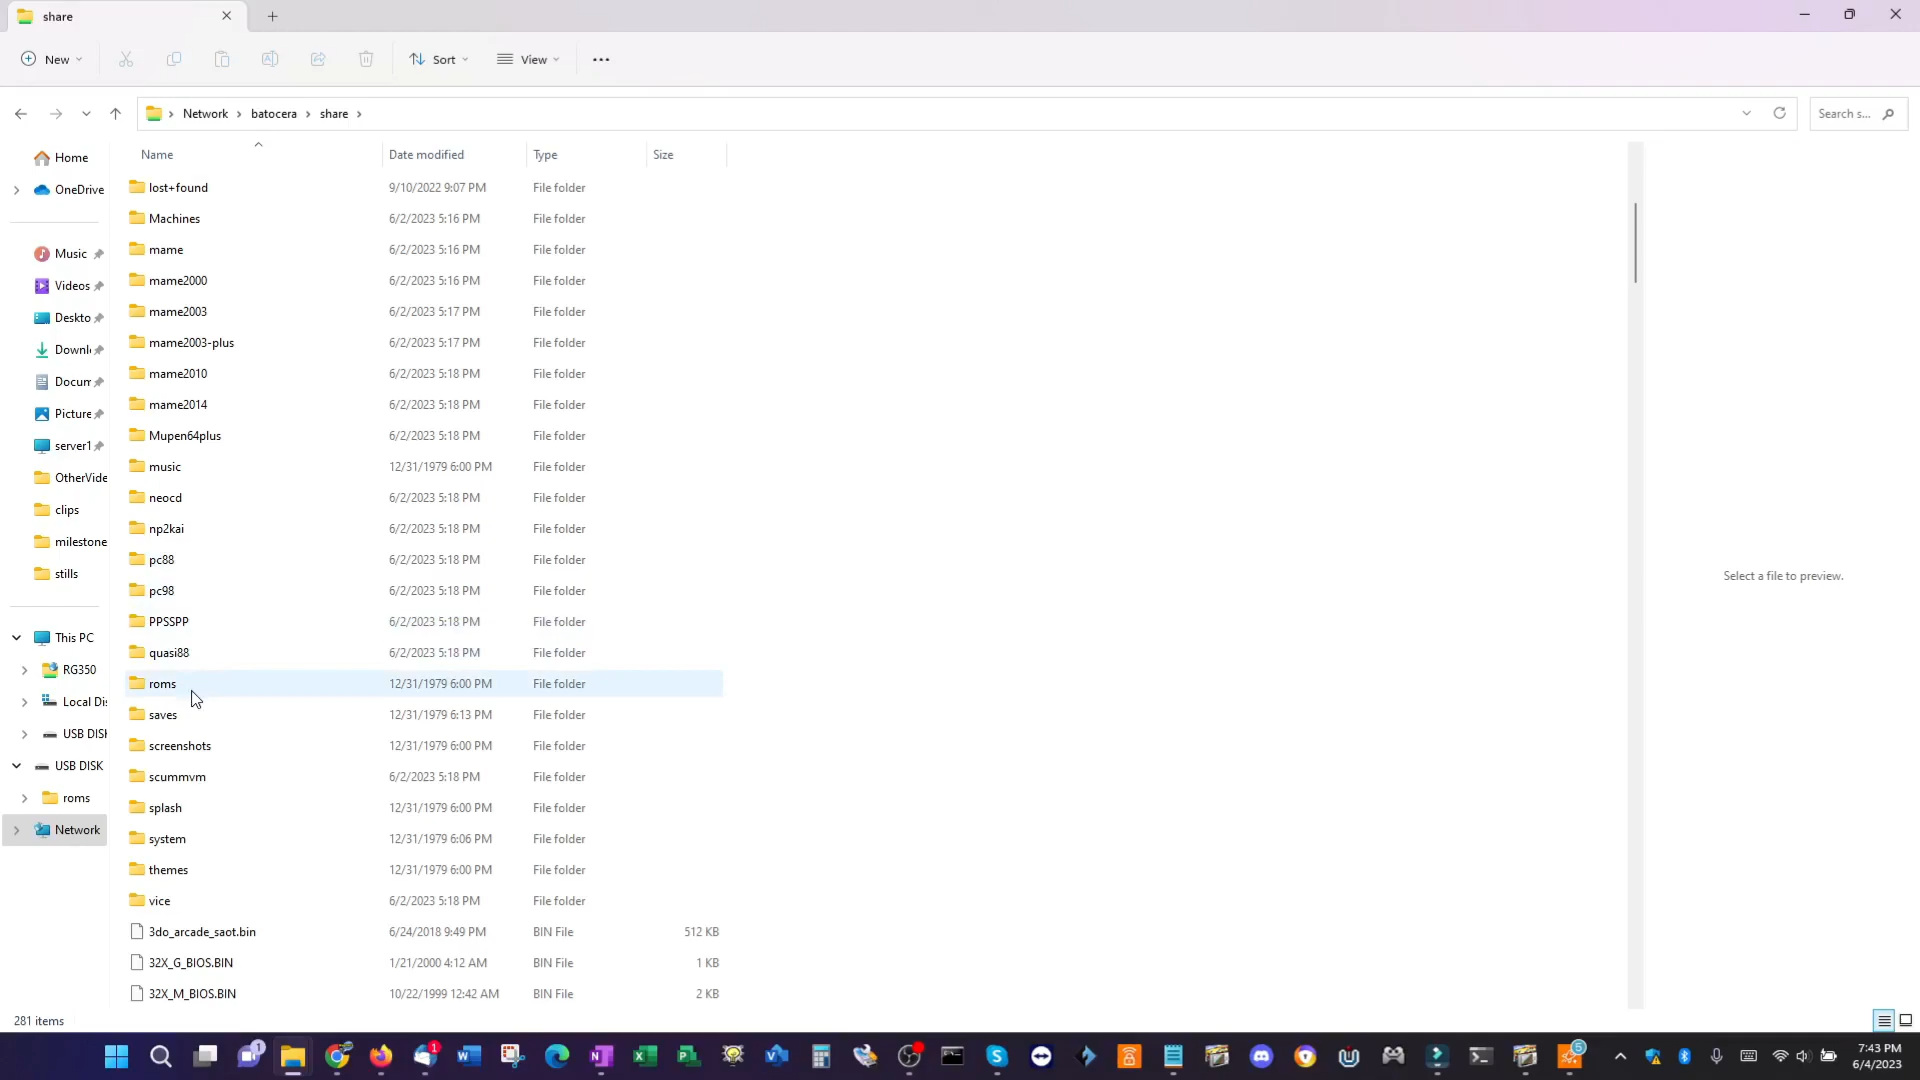 share
New
Sort
View
Network
batocera
share
Search s...
Name
Date modified
Type
Size
lost+found 9/10/2022 9:07 PM File folder
Machines 6/2/2023 5:16 PM File folder
mame 6/2/2023 5:16 PM File folder
mame2000 6/2/2023 5:16 PM File folder
mame2003 6/2/2023 5:17 PM File folder
mame2003-plus 6/2/2023 5:17 PM File folder
mame2010 6/2/2023 5:18 PM File folder
mame2014 6/2/2023 5:18 PM File folder
Mupen64plus 6/2/2023 5:18 PM File folder
music 12/31/1979 6:00 PM File folder
neocd 6/2/2023 5:18 PM File folder
np2kai 6/2/2023 5:18 PM File folder
pc88 6/2/2023 5:18 PM File folder
pc98 6/2/2023 5:18 PM File folder
PPSSPP 6/2/2023 5:18 PM File folder
quasi88 6/2/2023 5:18 PM File folder
roms 12/31/1979 6:00 PM File folder
saves 12/31/1979 6:13 PM File folder
screenshots 12/31/1979 6:00 PM File folder
scummvm 6/2/2023 5:18 PM File folder
splash 12/31/1979 6:00 PM File folder
system 12/31/1979 6:06 PM File folder
themes 12/31/1979 6:00 PM File folder
vice 6/2/2023 5:18 PM File folder
3do_arcade_saot.bin 6/24/2018 9:49 PM BIN File 512 KB
32X_G_BIOS.BIN 1/21/2000 4:12 AM BIN File 1 KB
32X_M_BIOS.BIN 10/22/1999 12:42 AM BIN File 2 KB
Home
OneDrive
Music
Videos
Deskto
Downl
Docum
Picture
server1
OtherVide
clips
milestone
stills
This PC
RG350
Local Dis
USB DISK
USB DISK
roms
Network
Select a file to preview.
281 items
1
1
5
7:43 PM
6/4/2023